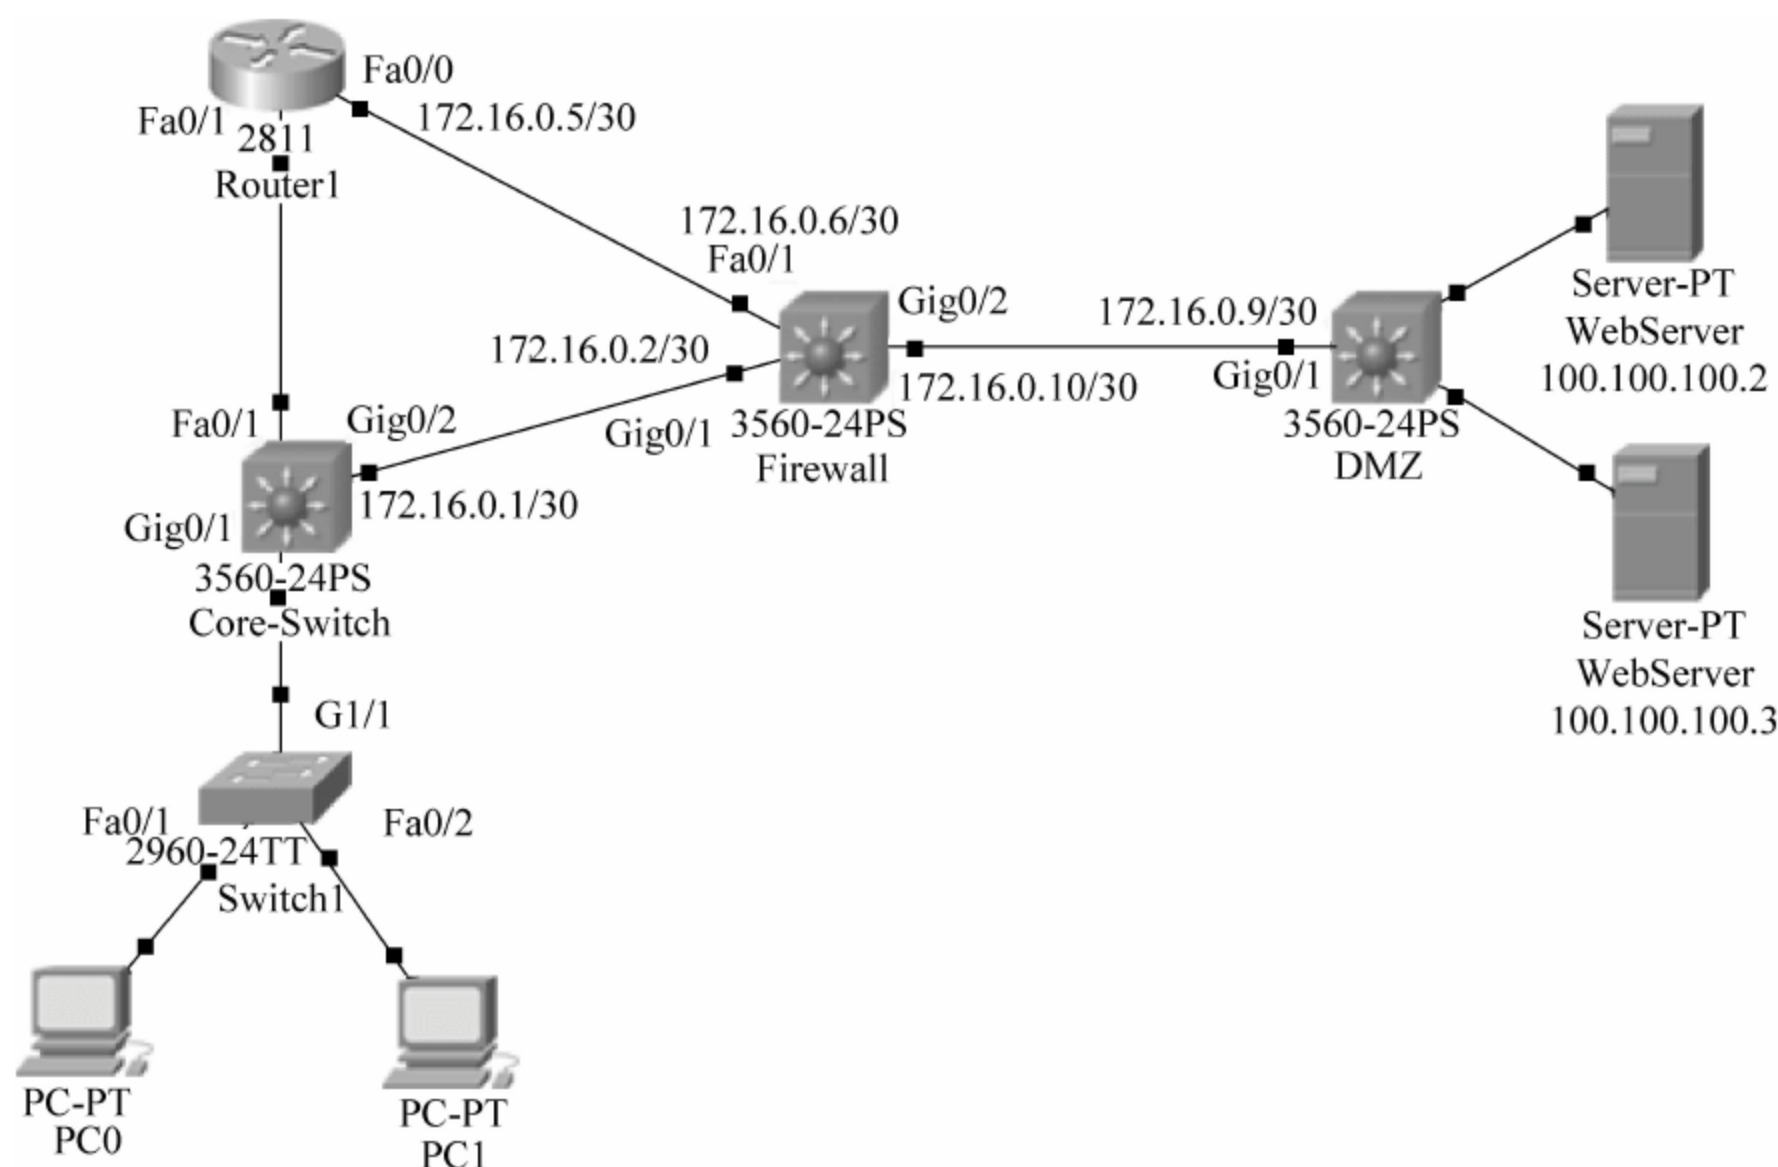 Fa0/0
Fa0/1
172.16.0.5/30
2811
Router1
172.16.0.6/30
Fa0/1
Gig0/2
172.16.0.9/30
172.16.0.2/30
Gig0/1
172.16.0.10/30
Gig0/1
3560-24PS
Firewall
3560-24PS
DMZ
Server-PT
WebServer
100.100.100.2
Fa0/1
Gig0/2
172.16.0.1/30
Gig0/1
3560-24PS
Core-Switch
Server-PT
WebServer
100.100.100.3
G1/1
Fa0/1
Fa0/2
2960-24TT
Switch1
PC-PT
PC0
PC-PT
PC1